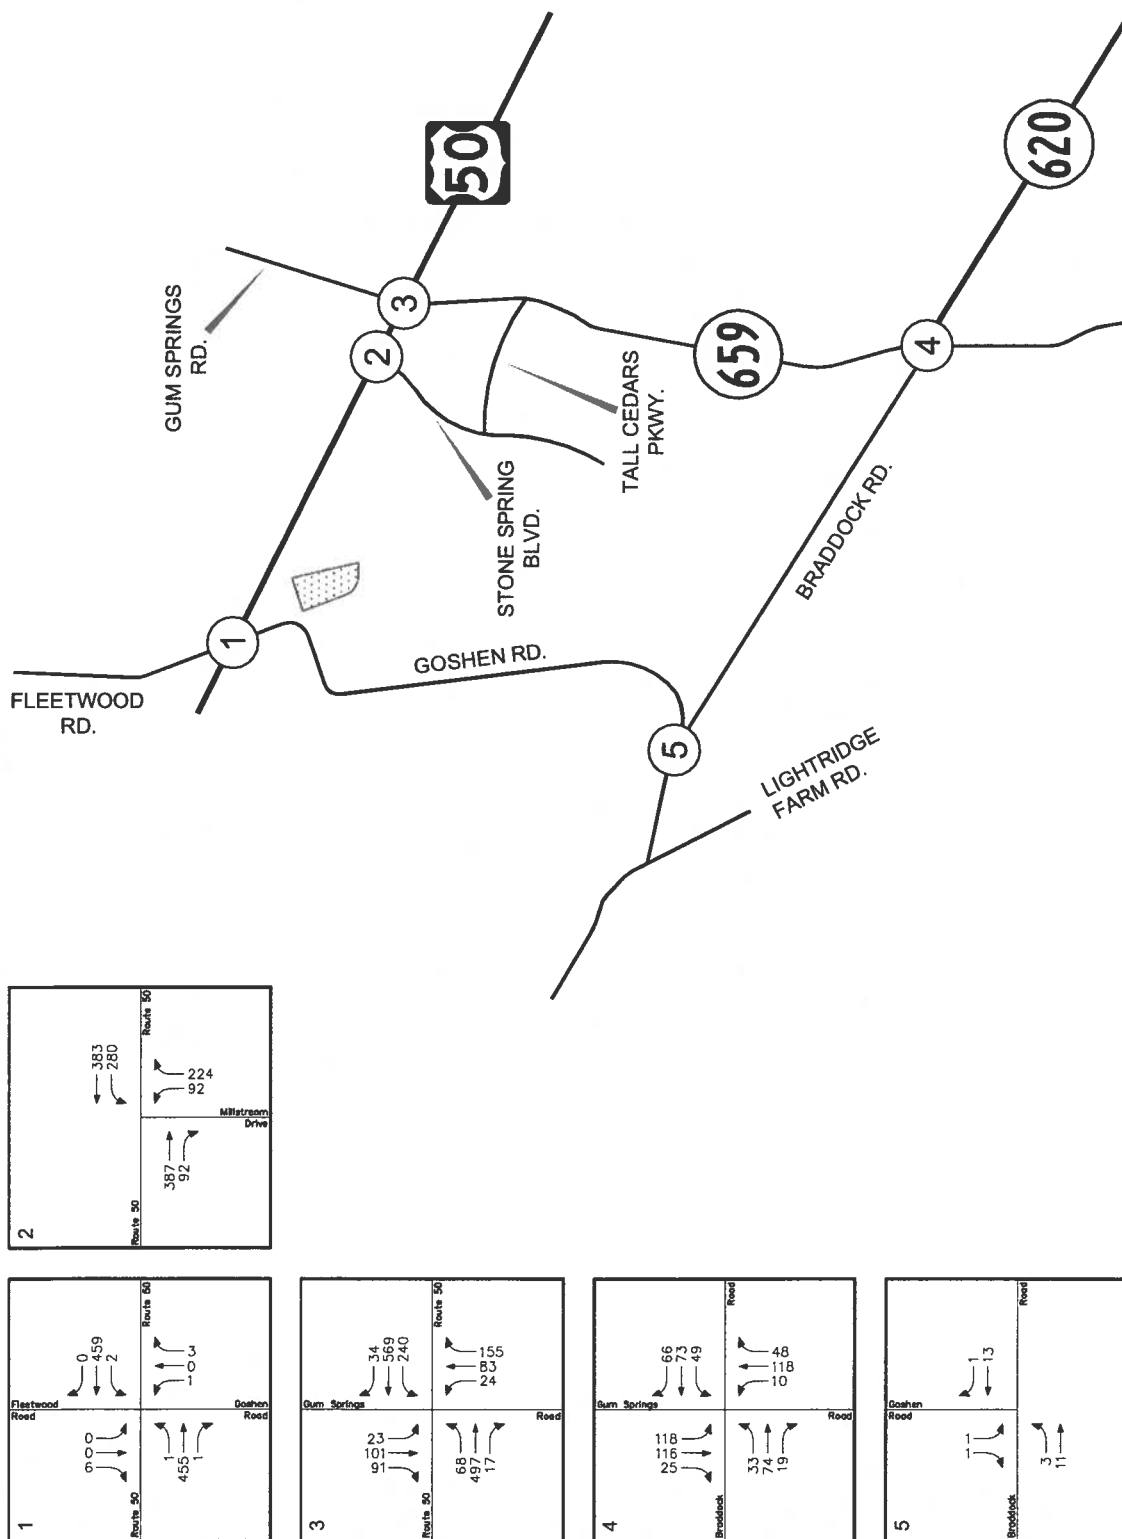 GUM SPRINGS
RD.
50
FLEETWOOD
RD.
1
2
3
STONE SPRING
BLVD.
TALL CEDARS
PKWY.
GOSHEN RD.
659
620
4
5
BRADDOCK RD.
LIGHTRIDGE
FARM RD.
2
383
280
Route 50
Route 50
387
92
224
92
Millstream
Drive
1
Fleetwood
Road
0
459
2
0
0
6
Route 50
Route 50
1
455
1
3
0
1
Goshen
Road
3
Gum Springs
34
569
240
23
101
91
Route 50
Route 50
68
497
17
155
83
24
Road
4
Gum Springs
66
73
49
118
116
25
Braddock
Road
33
74
19
48
118
10
Road
5
Goshen
Road
1
13
1
1
Braddock
Road
3
11